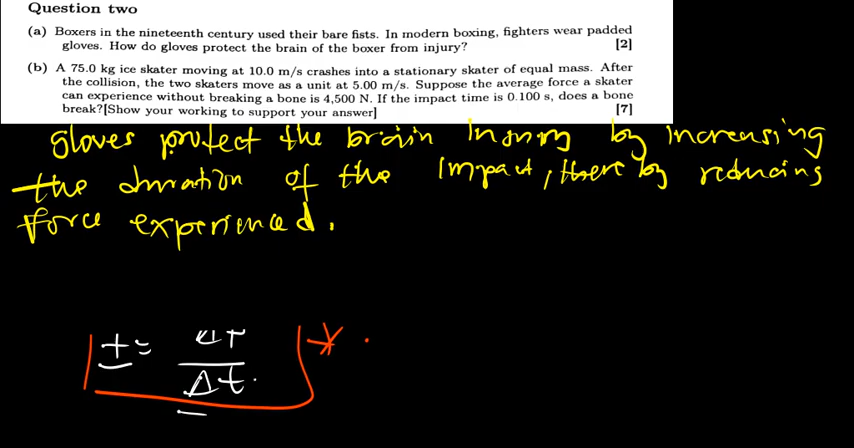 Question two
(a) Boxers in the nineteenth century used their bare fists. In modern boxing, fighters wear padded
gloves. How do gloves protect the brain of the boxer from injury? [2]
(b) A 75.0 kg ice skater moving at 10.0 m/s crashes into a stationary skater of equal mass. After
the collision, the two skaters move as a unit at 5.00 m/s. Suppose the average force a skater
can experience without breaking a bone is 4,500 N. If the impact time is 0.100 s, does a bone
break?[Show your working to support your answer] [7]
gloves protect the brain by increasing
the duration of the impact, there by reducing
force experienced.
=
Δt.